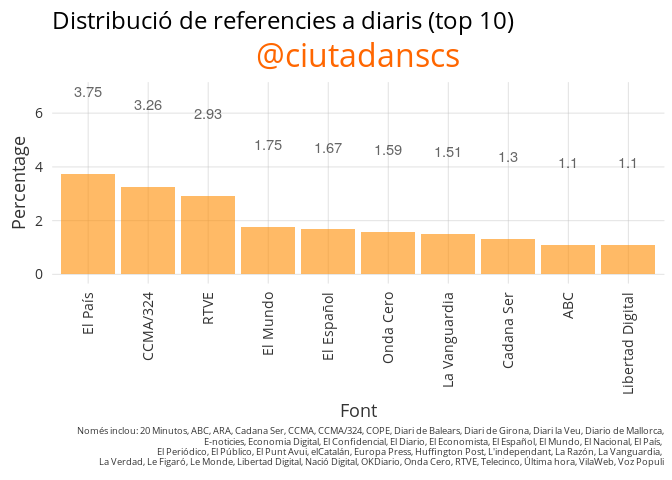 Distribució de referencies a diaris (top 10)
@ciutadanscs
Percentage
6
4
2
0
3.75
3.26
2.93
1.75
1.67
1.59
1.51
1.3
1.1
1.1
El País
CCMA/324
RTVE
El Mundo
El Español
Onda Cero
La Vanguardia
Cadana Ser
ABC
Libertad Digital
Font
Només inclou: 20 Minutos, ABC, ARA, Cadana Ser, CCMA, CCMA/324, COPE, Diari de Balears, Diari de Girona, Diari la Veu, Diario de Mallorca,
E-noticies, Economia Digital, El Confidencial, El Diario, El Economista, El Español, El Mundo, El Nacional, El País,
El Periódico, El Público, El Punt Avui, elCatalán, Europa Press, Huffington Post, L'independant, La Razón, La Vanguardia,
La Verdad, Le Figaró, Le Monde, Libertad Digital, Nació Digital, OKDiario, Onda Cero, RTVE, Telecinco, Última hora, VilaWeb, Voz Populi